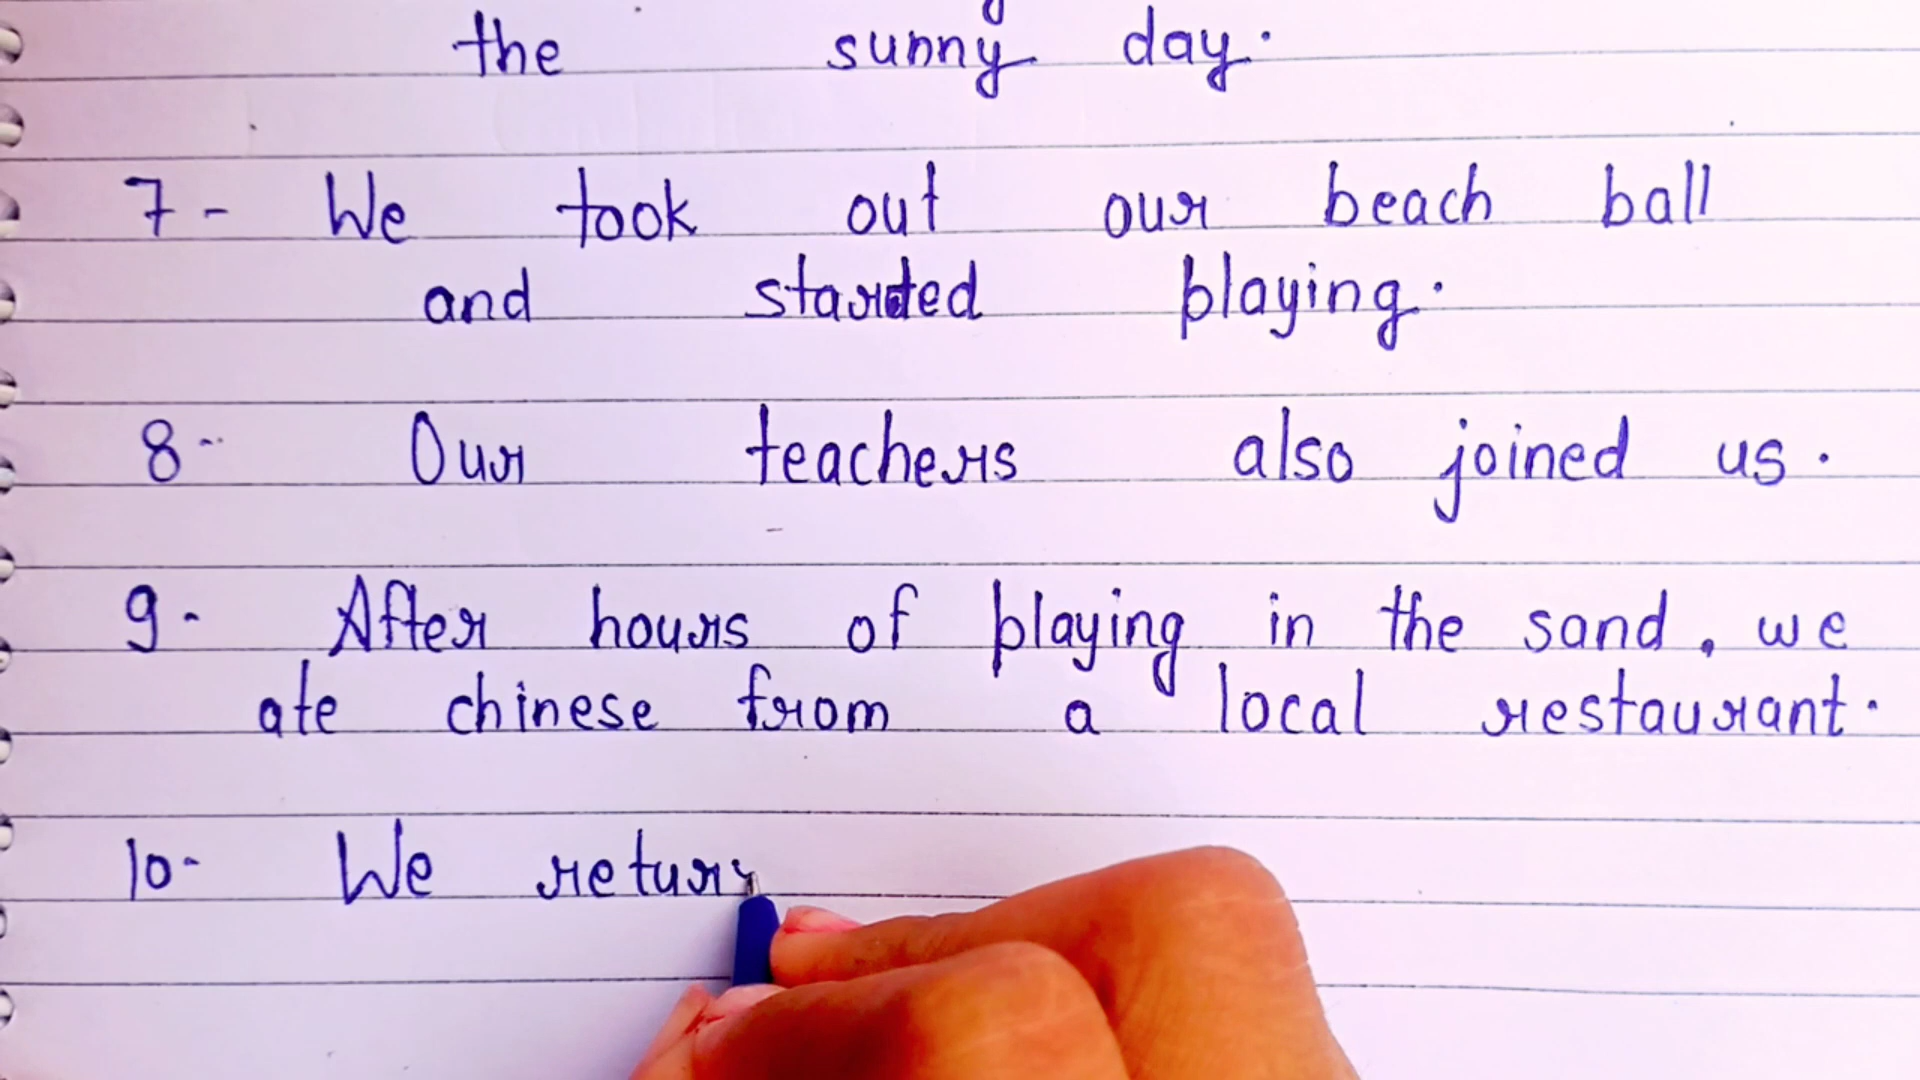 the sunny day.
7- We took out our beach ball
and started playing.
8- Our teachers also joined us.
9- After hours of playing in the sand, we
ate chinese from a local restaurant.
10- We